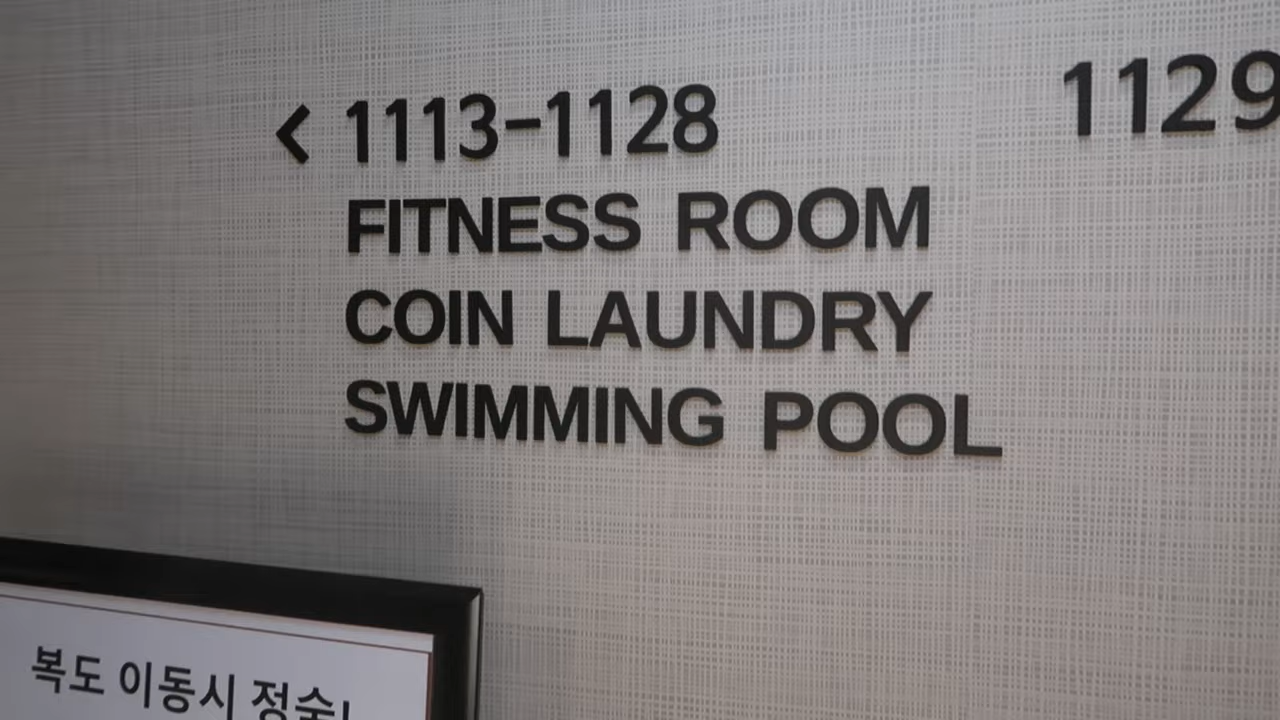 < 1113-1128
FITNESS ROOM
COIN LAUNDRY
SWIMMING POOL
1129
복도 이동시 정숙!